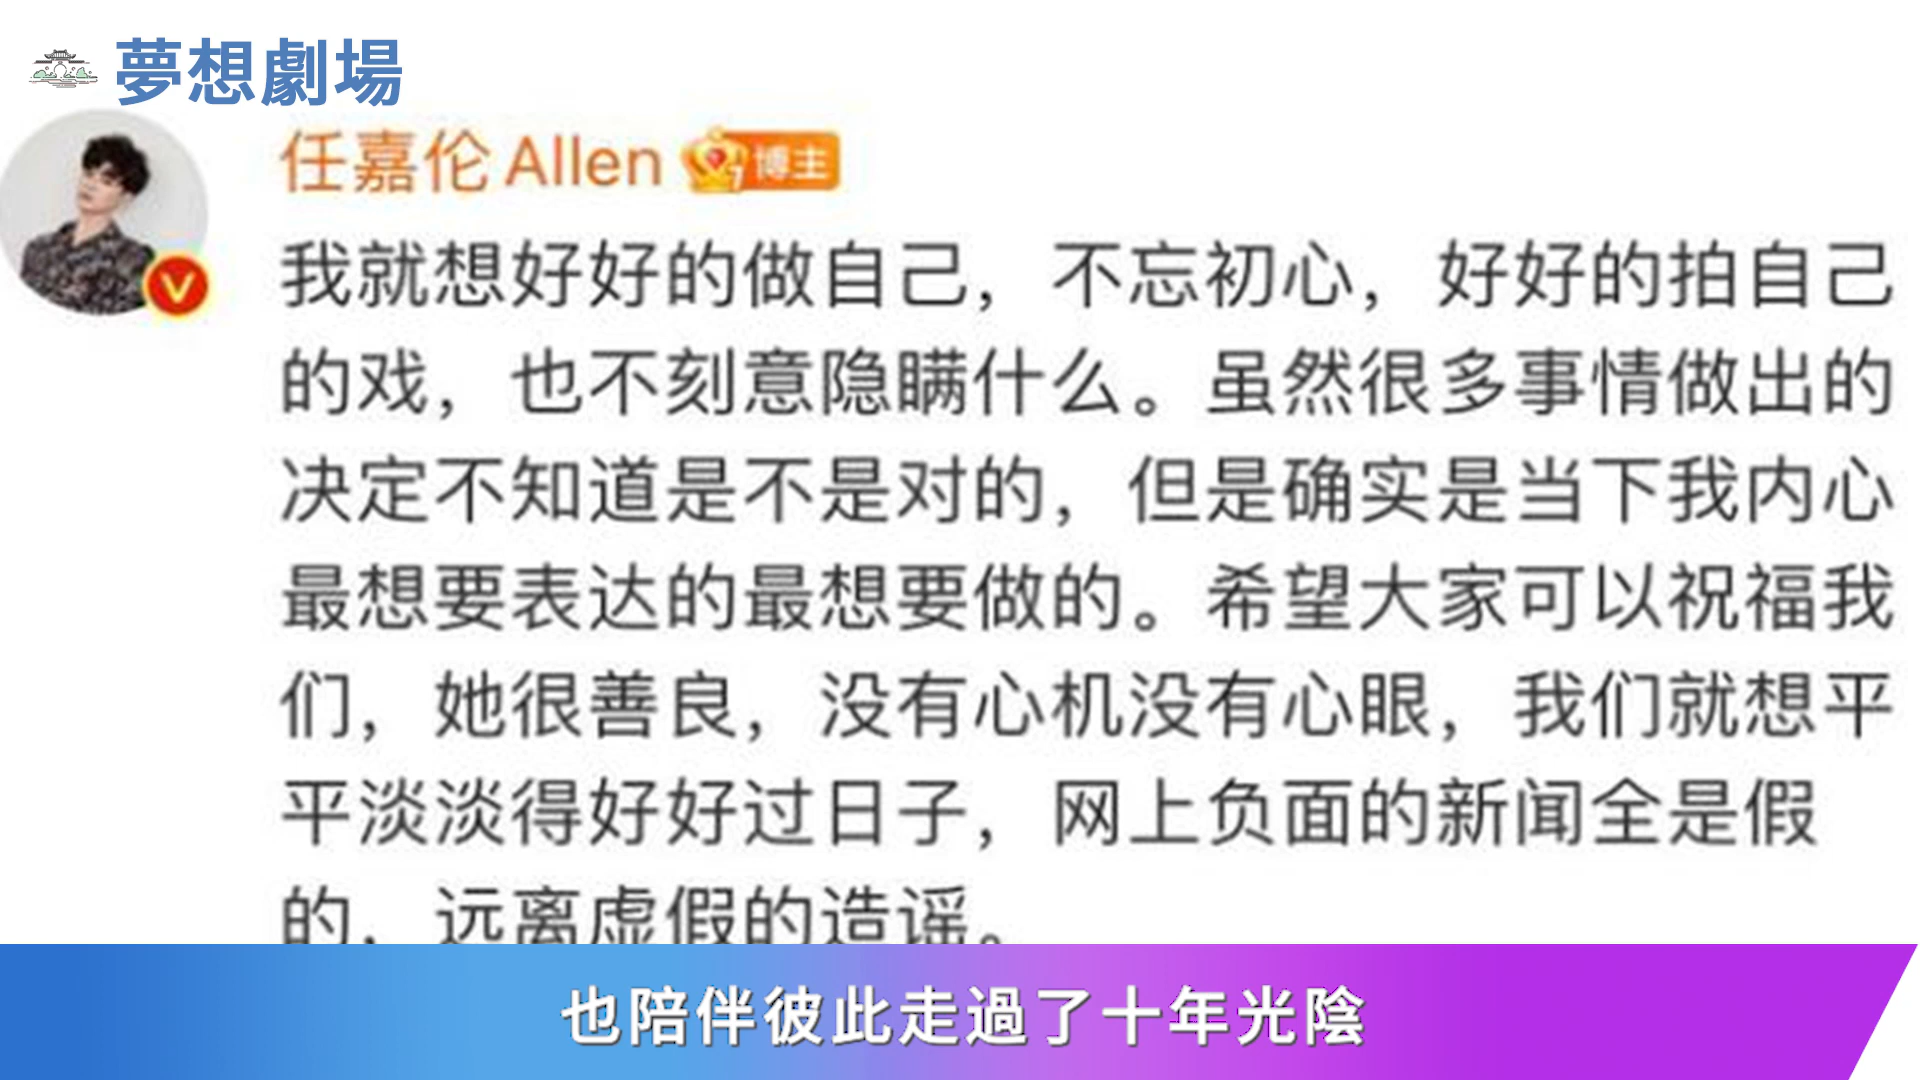 夢想劇場
任嘉伦Allen 7 博主
我就想好好的做自己，不忘初心，好好的拍自己
的戏，也不刻意隐瞒什么。虽然很多事情做出的
决定不知道是不是对的，但是确实是当下我内心
最想要表达的最想要做的。希望大家可以祝福我
们，她很善良，没有心机没有心眼，我们就想平
平淡淡得好好过日子，网上负面的新闻全是假
的，远离虚假的造谣。
也陪伴彼此走過了十年光陰